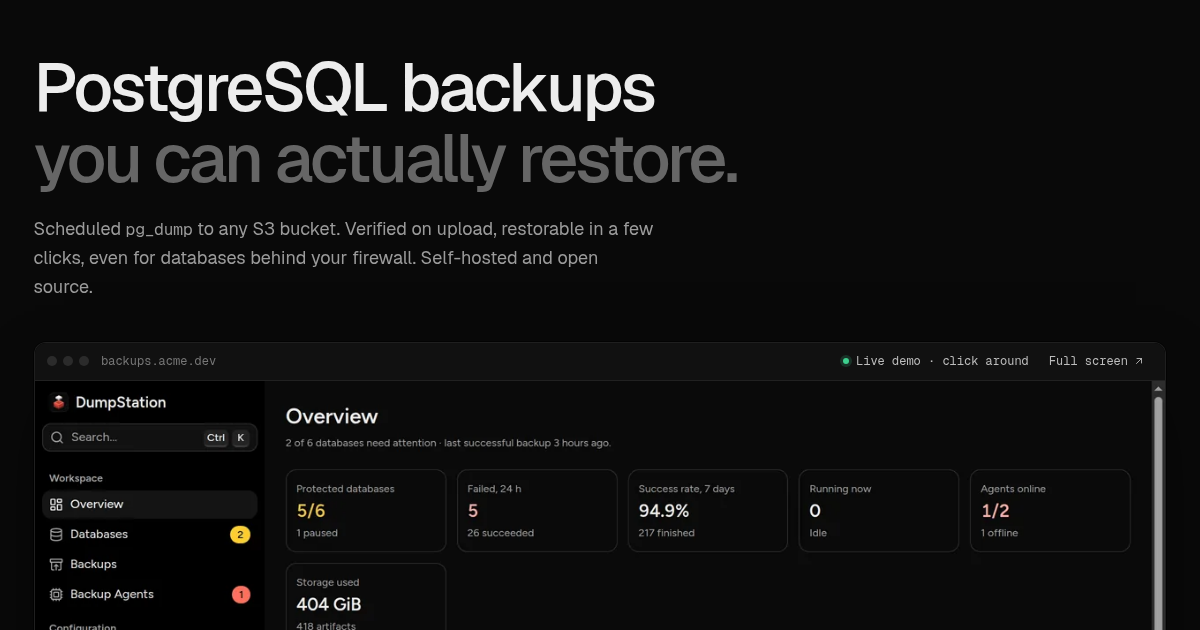 PostgreSQL backups
you can actually restore.
Scheduled pg_dump to any S3 bucket. Verified on upload, restorable in a few
clicks, even for databases behind your firewall. Self-hosted and open
source.
backups.acme.dev
Live demo · click around
Full screen ↗
DumpStation
Search...
Ctrl
K
Workspace
Overview
Databases
2
Backups
Backup Agents
1
Configuration
Overview
2 of 6 databases need attention · last successful backup 3 hours ago.
Protected databases
5/6
1 paused
Failed, 24 h
5
26 succeeded
Success rate, 7 days
94.9%
217 finished
Running now
0
Idle
Agents online
1/2
1 offline
Storage used
404 GiB
418 artifacts